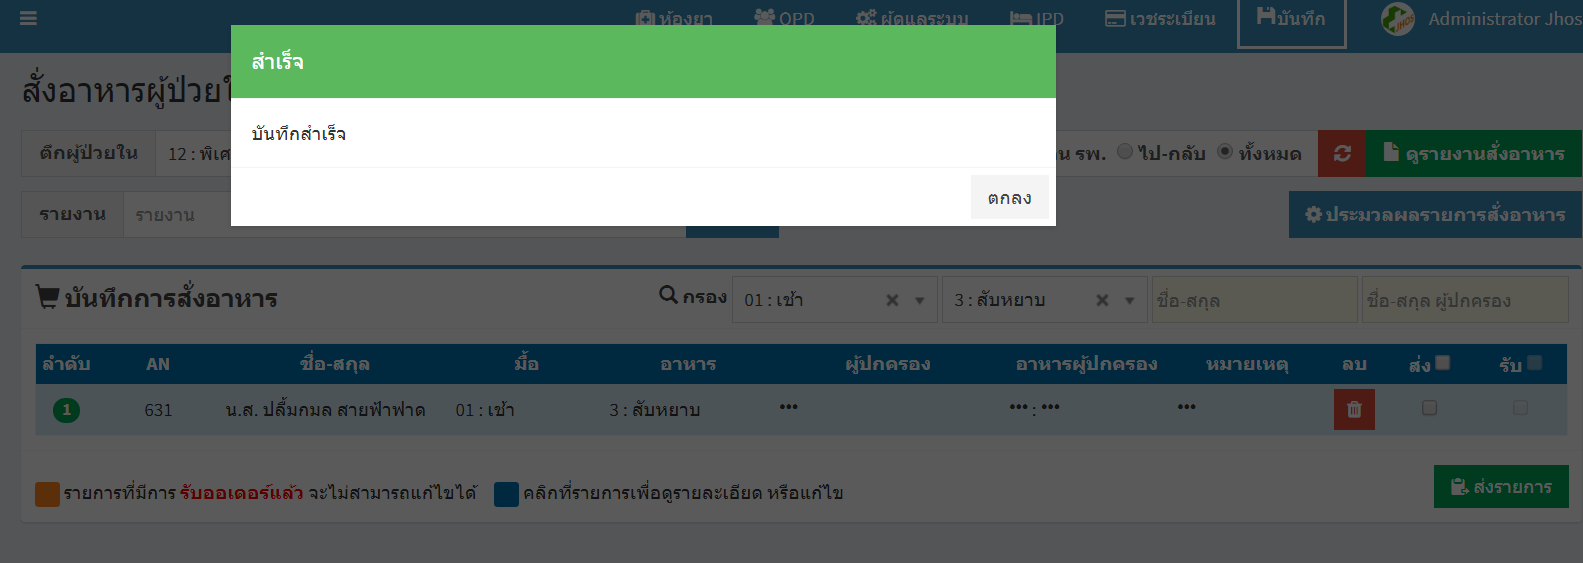 ห้องยา OPD ผู้ดูแลระบบ IPD เวชระเบียน บันทึก Administrator Jhos
สำเร็จ
บันทึกสำเร็จ
ตกลง
สั่งอาหารผู้ป่วยใ
ตึกผู้ป่วยใน 12 : พิเศ น รพ. ไป-กลับ ทั้งหมด ดูรายงานสั่งอาหาร
รายงาน รายงาน ประมวลผลรายการสั่งอาหาร
บันทึกการสั่งอาหาร กรอง 01 : เช้า 3 : สับหยาบ ชื่อ-สกุล ชื่อ-สกุล ผู้ปกครอง
ลำดับ AN ชื่อ-สกุล มื้อ อาหาร ผู้ปกครอง อาหารผู้ปกครอง หมายเหตุ ลบ ส่ง รับ
1 631 น.ส. ปลื้มกมล สายฟ้าฟาด 01 : เช้า 3 : สับหยาบ ••• ••• : ••• •••
รายการที่มีการ รับออเดอร์แล้ว จะไม่สามารถแก้ไขได้ คลิกที่รายการเพื่อดูรายละเอียด หรือแก้ไข ส่งรายการ